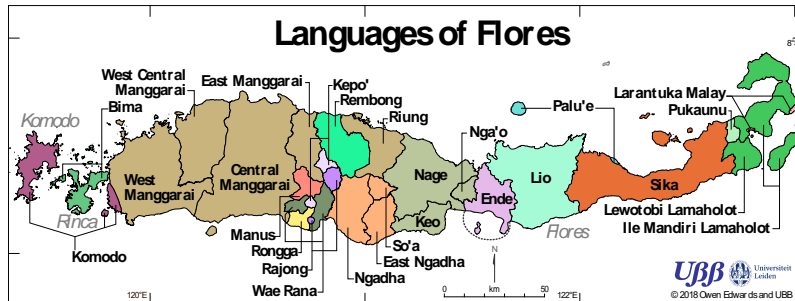 Languages of Flores
8°
West Central
Manggarai
East Manggarai
Kepo'
Rembong
Riung
Bima
Komodo
Palu'e
Larantuka Malay
Pukaunu
Nga'o
West
Manggarai
Central
Manggarai
Nage
Lio
Ende
Sika
Rinca
Keo
Flores
Lewotobi Lamaholot
Ile Mandiri Lamaholot
Komodo
Manus
Rongga
Rajong
Wae Rana
So'a
East Ngadha
Ngadha
N
0
km
50
120°E
122°E
UBB
Universiteit
Leiden
© 2018 Owen Edwards and UBB